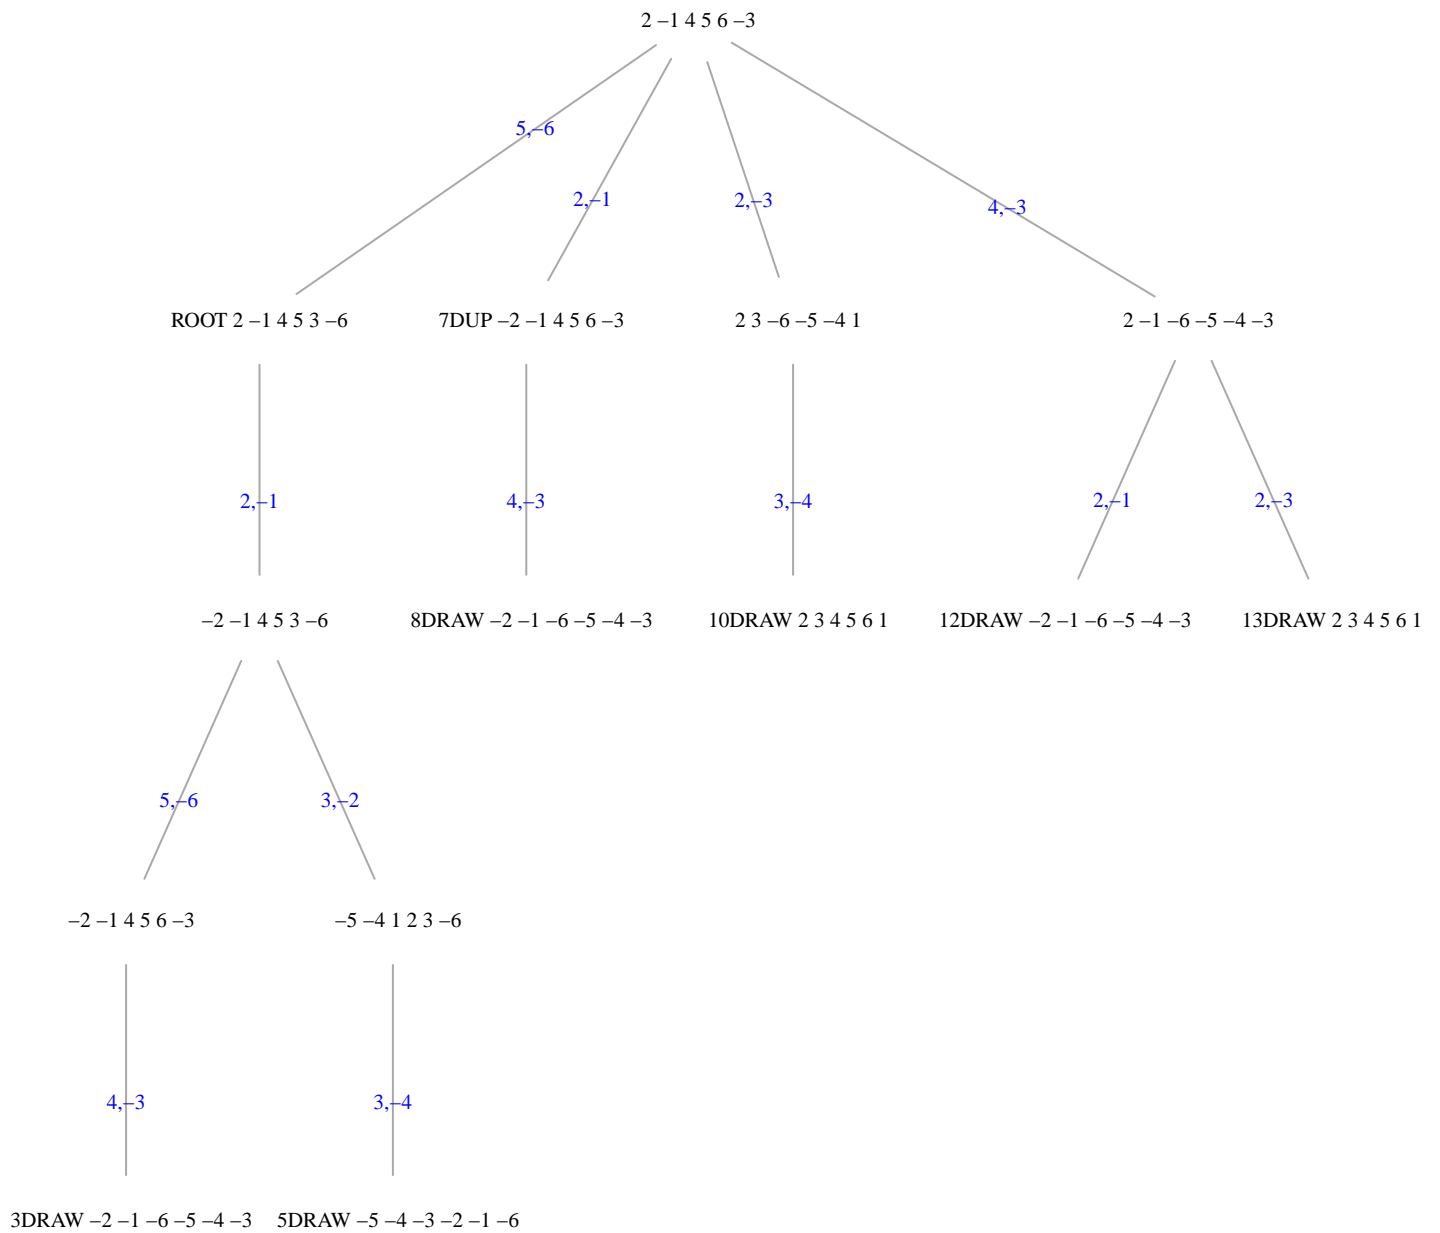 2 –1 4 5 6 –3
5,–6
2,–1
2,–3
4,–3
ROOT 2 –1 4 5 3 –6
7DUP –2 –1 4 5 6 –3
2 3 –6 –5 –4 1
2 –1 –6 –5 –4 –3
2,–1
4,–3
3,–4
2,–1
2,–3
–2 –1 4 5 3 –6
8DRAW –2 –1 –6 –5 –4 –3
10DRAW 2 3 4 5 6 1
12DRAW –2 –1 –6 –5 –4 –3
13DRAW 2 3 4 5 6 1
5,–6
3,–2
–2 –1 4 5 6 –3
–5 –4 1 2 3 –6
4,–3
3,–4
3DRAW –2 –1 –6 –5 –4 –3
5DRAW –5 –4 –3 –2 –1 –6